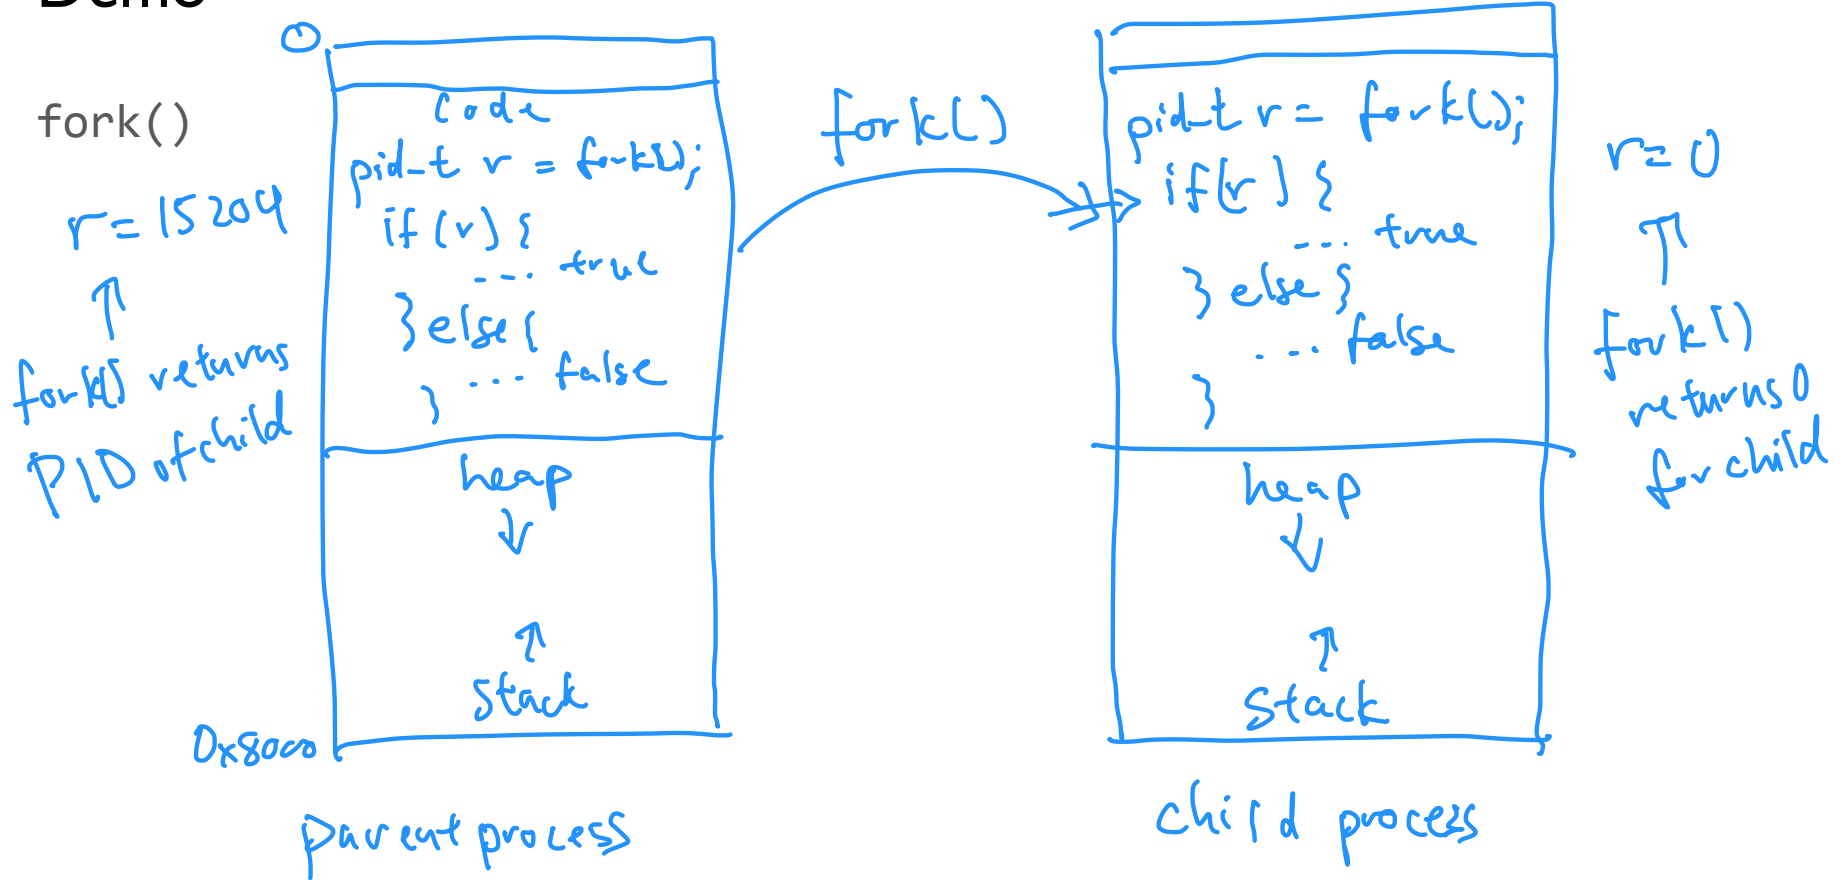 Demo
fork()
r = 15204
fork() returns
PID of child
0
Code
pid_t r = fork();
if (r) {
... true
} else {
... false
}
heap
stack
0x8000
parent process
fork()
pid_t r = fork();
if (r) {
... true
} else {
... false
}
heap
stack
child process
r = 0
fork()
returns 0
for child